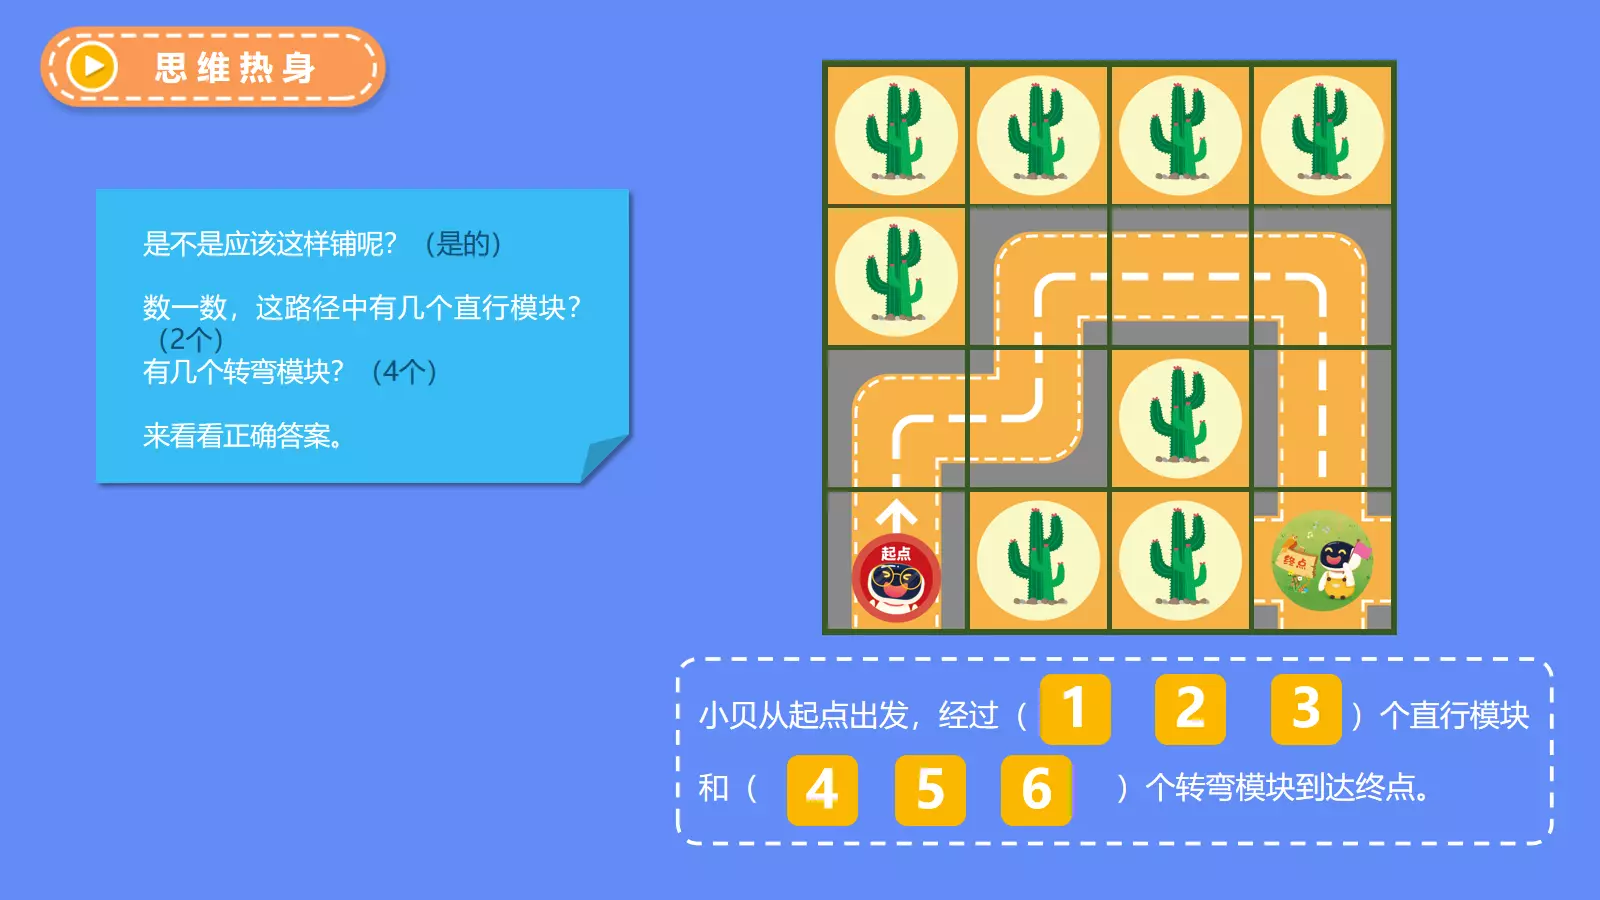 思维热身
是不是应该这样铺呢？（是的）
数一数，这路径中有几个直行模块？
（2个）
有几个转弯模块？（4个）
来看看正确答案。
起点
终点
小贝从起点出发，经过（ 1 2 3 ）个直行模块
和（ 4 5 6 ）个转弯模块到达终点。